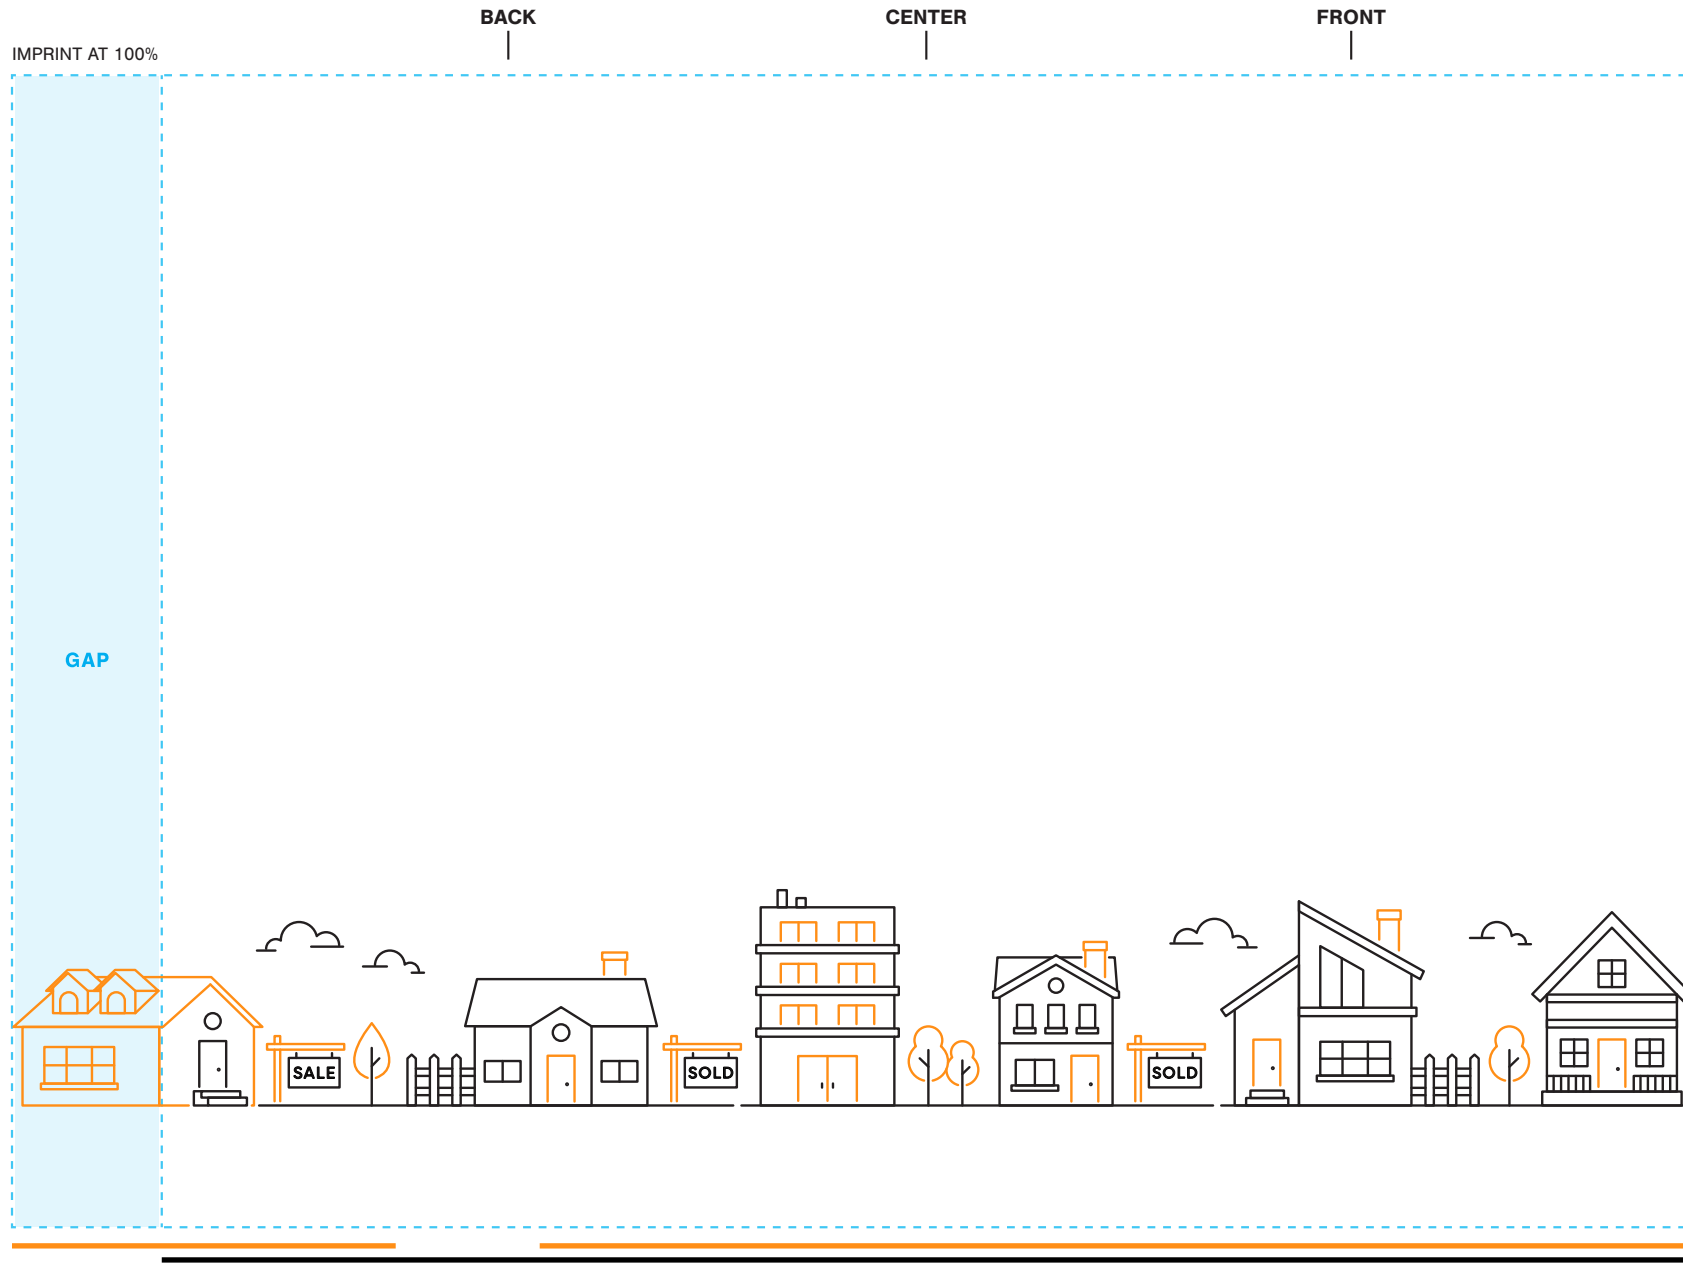 BACK
CENTER
FRONT
IMPRINT AT 100%
GAP
SALE
SOLD
SOLD